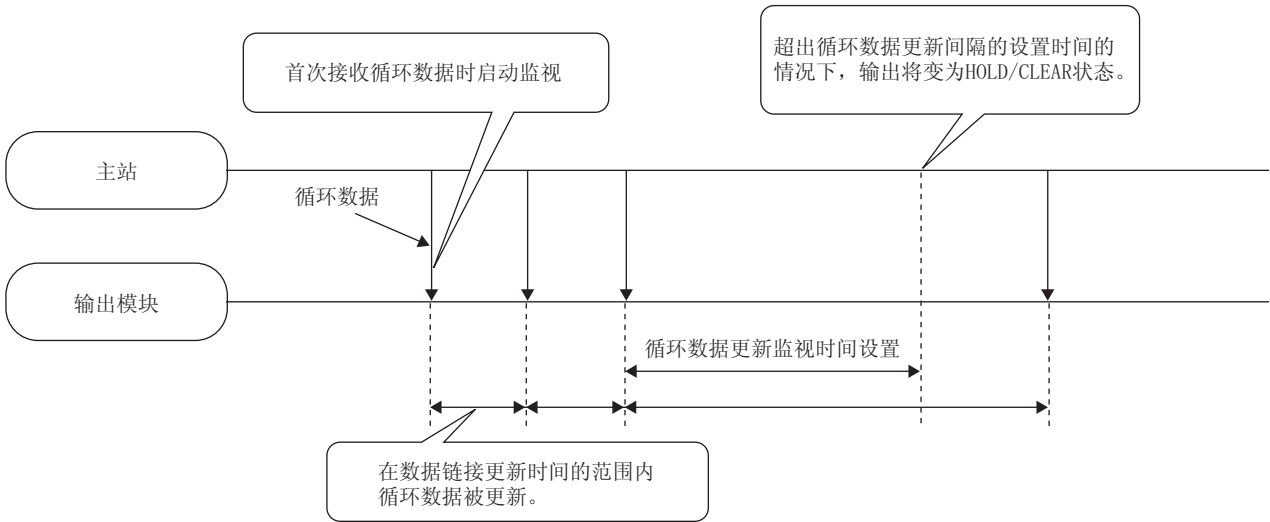 首次接收循环数据时启动监视
超出循环数据更新间隔的设置时间的
情况下，输出将变为HOLD/CLEAR状态。
主站
循环数据
输出模块
循环数据更新监视时间设置
在数据链接更新时间的范围内
循环数据被更新。